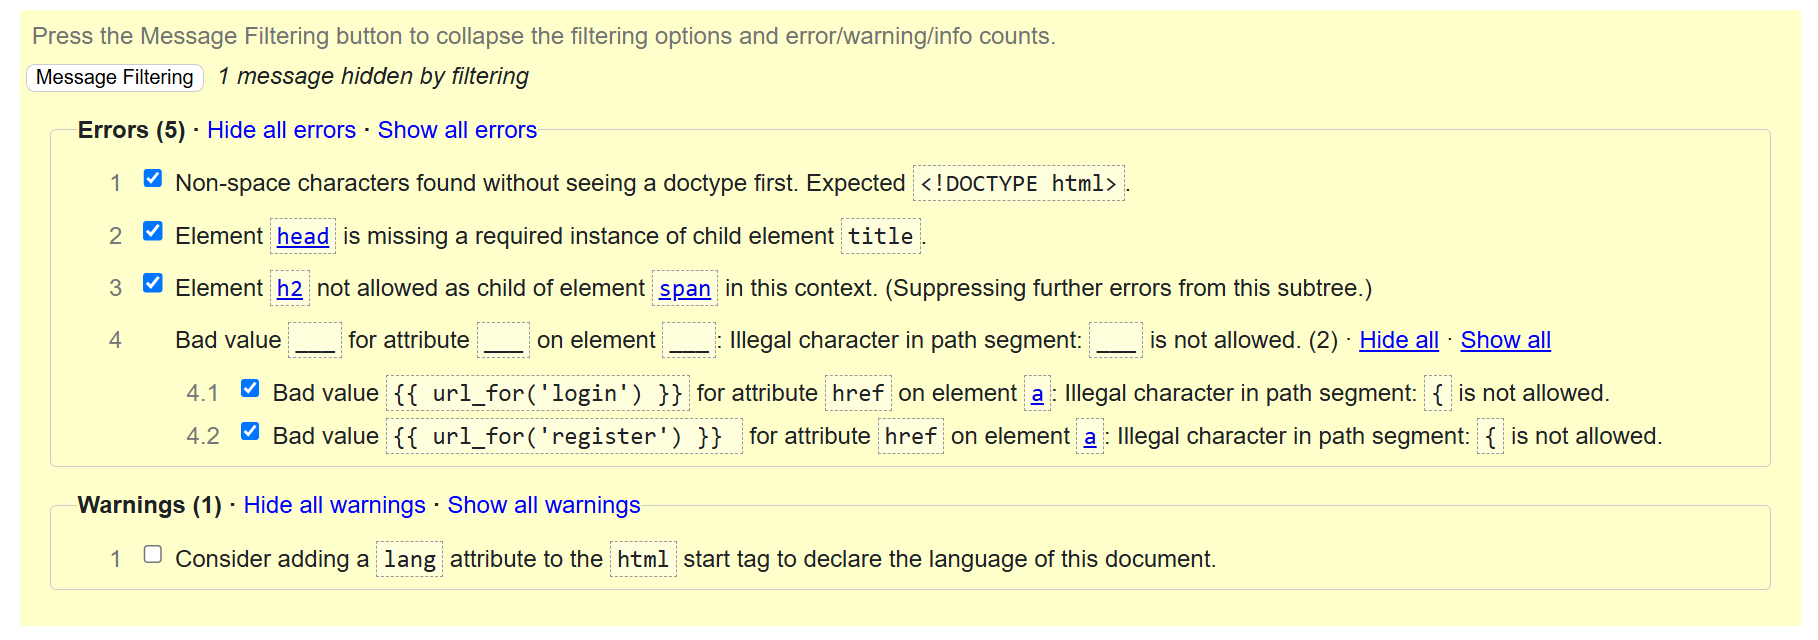 Press the Message Filtering button to collapse the filtering options and error/warning/info counts.
Message Filtering 1 message hidden by filtering
Errors (5) · Hide all errors · Show all errors
1 Non-space characters found without seeing a doctype first. Expected <!DOCTYPE html>.
2 Element head is missing a required instance of child element title.
3 Element h2 not allowed as child of element span in this context. (Suppressing further errors from this subtree.)
4 Bad value ___ for attribute ___ on element ___: Illegal character in path segment: ___ is not allowed. (2) · Hide all · Show all
4.1 Bad value {{ url_for('login') }} for attribute href on element a: Illegal character in path segment: { is not allowed.
4.2 Bad value {{ url_for('register') }} for attribute href on element a: Illegal character in path segment: { is not allowed.
Warnings (1) · Hide all warnings · Show all warnings
1 Consider adding a lang attribute to the html start tag to declare the language of this document.